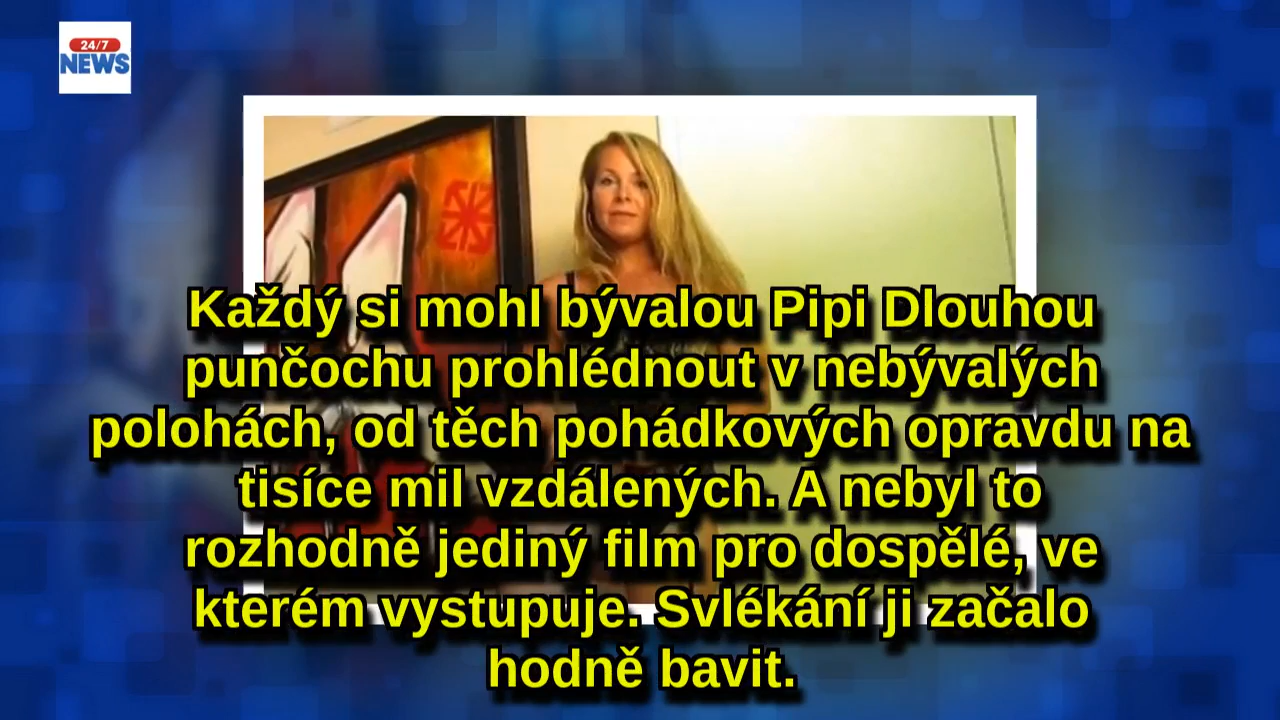 24/7
NEWS
Každý si mohl bývalou Pipi Dlouhou
punčochu prohlédnout v nebývalých
polohách, od těch pohádkových opravdu na
tisíce mil vzdálených. A nebyl to
rozhodně jediný film pro dospělé, ve
kterém vystupuje. Svlékání ji začalo
hodně bavit.